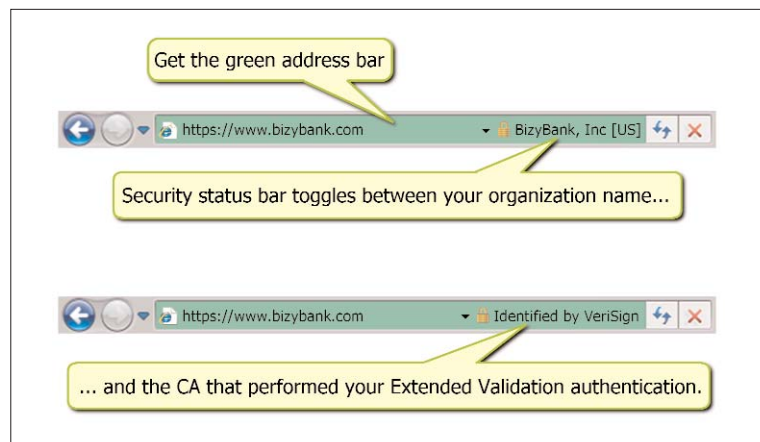 Get the green address bar
https://www.bizybank.com
BizyBank, Inc [US]
Security status bar toggles between your organization name...
https://www.bizybank.com
Identified by VeriSign
... and the CA that performed your Extended Validation authentication.